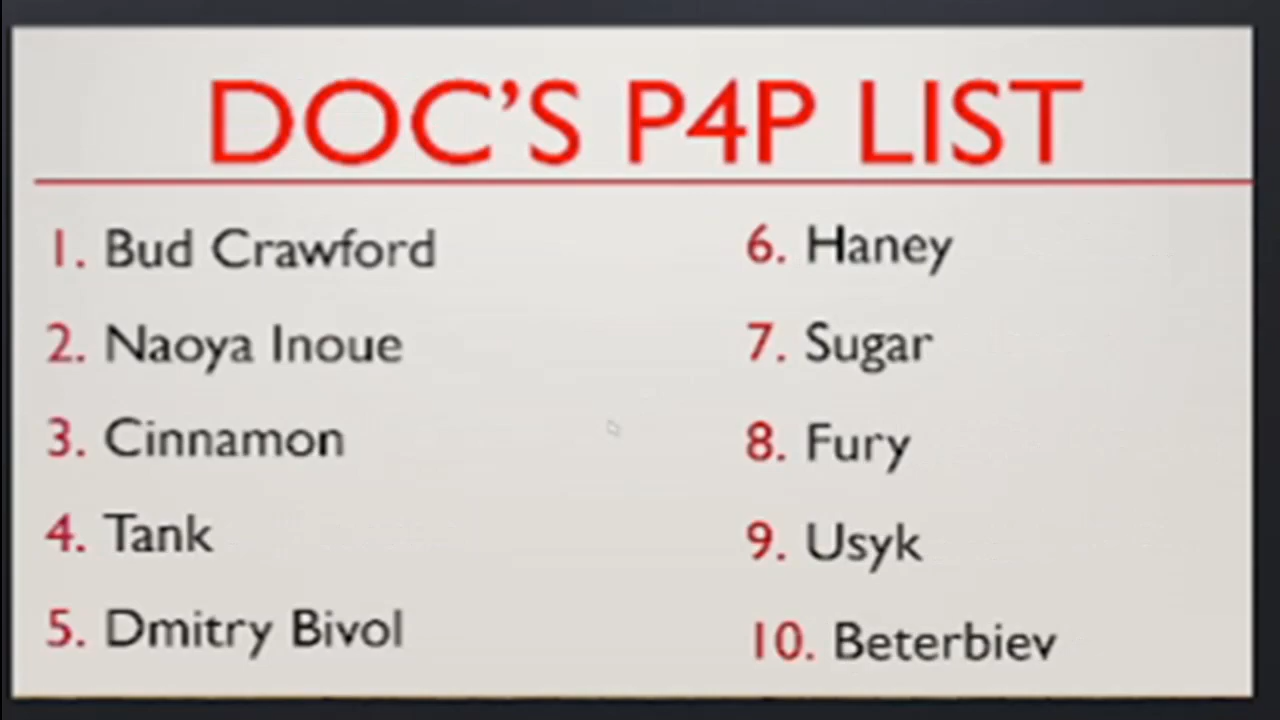 DOC'S P4P LIST
1. Bud Crawford
2. Naoya Inoue
3. Cinnamon
4. Tank
5. Dmitry Bivol
6. Haney
7. Sugar
8. Fury
9. Usyk
10. Beterbiev